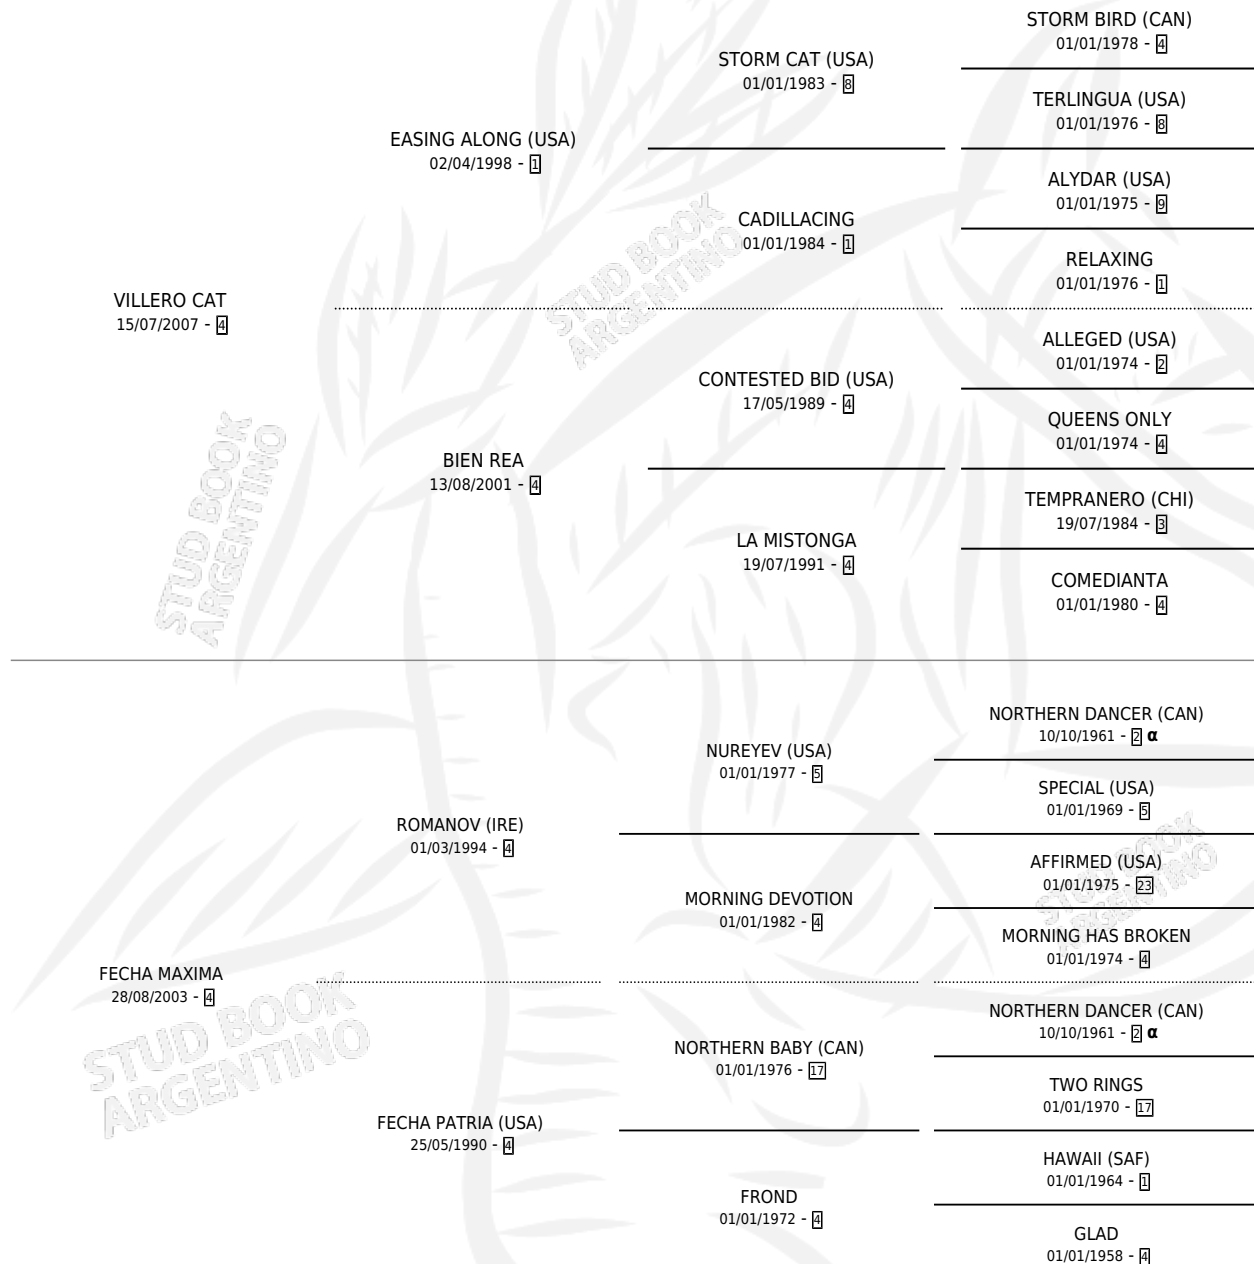 STORM BIRD (CAN)
01/01/1978 - 4
STORM CAT (USA)
01/01/1983 - 8
TERLINGUA (USA)
01/01/1976 - 8
EASING ALONG (USA)
02/04/1998 - 1
ALYDAR (USA)
01/01/1975 - 9
CADILLACING
01/01/1984 - 1
RELAXING
01/01/1976 - 1
VILLERO CAT
15/07/2007 - 4
STUD BOOK
ARGENTINO
ALLEGED (USA)
01/01/1974 - 2
CONTESTED BID (USA)
17/05/1989 - 4
QUEENS ONLY
01/01/1974 - 4
BIEN REA
13/08/2001 - 4
TEMPRANERO (CHI)
19/07/1984 - 3
LA MISTONGA
19/07/1991 - 4
COMEDIANTA
01/01/1980 - 4
STUD BOOK
ARGENTINO
NORTHERN DANCER (CAN)
10/10/1961 - 2 α
NUREYEV (USA)
01/01/1977 - 5
SPECIAL (USA)
01/01/1969 - 5
ROMANOV (IRE)
01/03/1994 - 4
AFFIRMED (USA)
01/01/1975 - 23
STUD BOOK
ARGENTINO
MORNING DEVOTION
01/01/1982 - 4
MORNING HAS BROKEN
01/01/1974 - 4
FECHA MAXIMA
28/08/2003 - 4
STUD BOOK
ARGENTINO
NORTHERN DANCER (CAN)
10/10/1961 - 2 α
NORTHERN BABY (CAN)
01/01/1976 - 17
TWO RINGS
01/01/1970 - 17
FECHA PATRIA (USA)
25/05/1990 - 4
HAWAII (SAF)
01/01/1964 - 1
FROND
01/01/1972 - 4
GLAD
01/01/1958 - 4